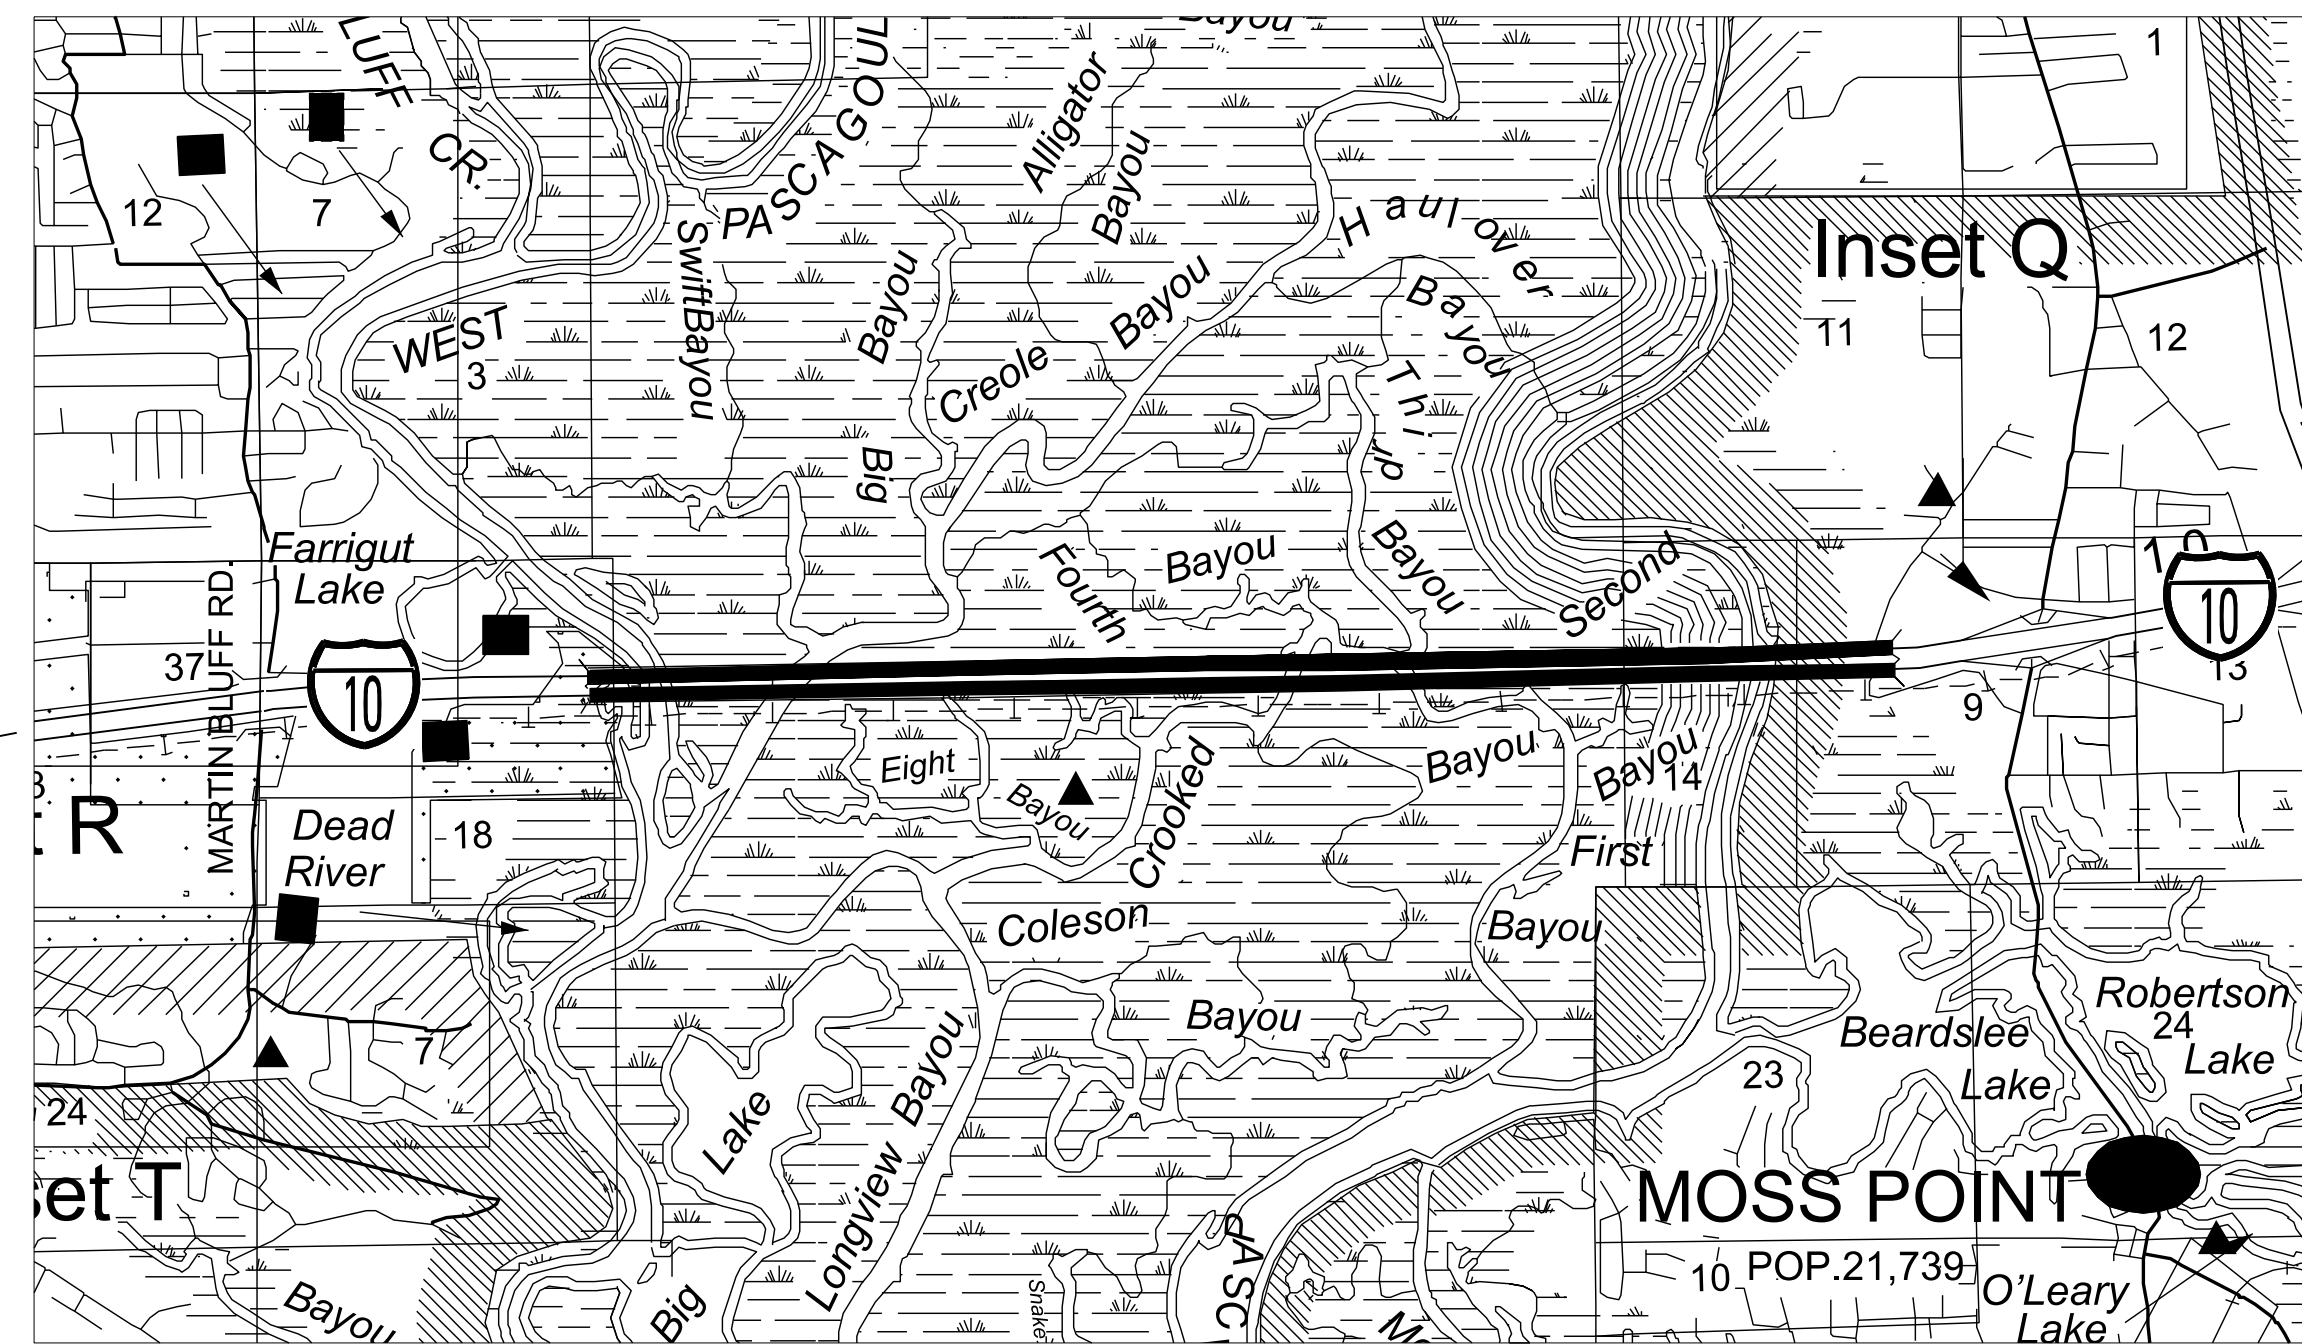 Bayou
LUFF
CR.
PASCAGOUL
Alligator
Bayou
1
12
7
Haulover
Bayou
Inset Q
11
12
WEST
3
Swift Bayou
Big
Bayou
Creole
Bayou
Third
Bayou
Farrigut
Lake
MARTIN BLUFF RD.
Fourth
Bayou
Second
Bayou
37
10
10
13
9
14
Eight
Bayou
Crooked
Bayou
First
Bayou
R
Dead
River
18
Coleson
Bayou
Robertson
24
Lake
Beardslee
Lake
23
7
24
set T
Lake
Longview Bayou
MOSS POINT
10 POP.21,739
O'Leary
Lake
Bayou
Big
Snake
PASC